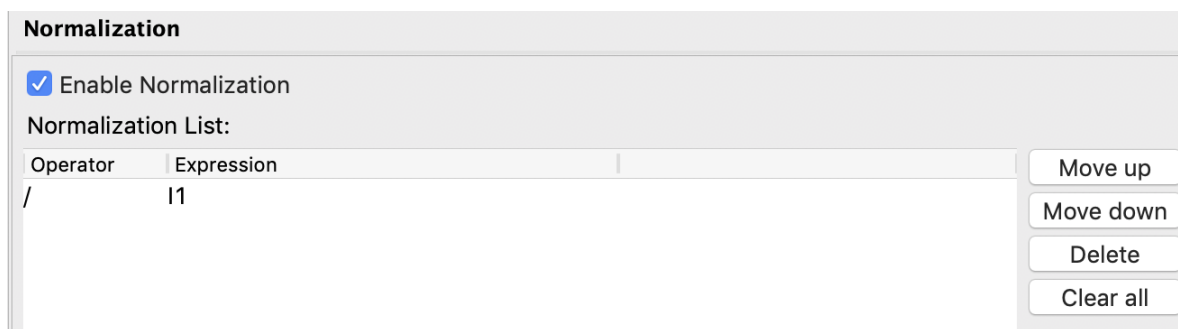 Normalization
Enable Normalization
Normalization List:
Operator Expression
/ I1
Move up
Move down
Delete
Clear all